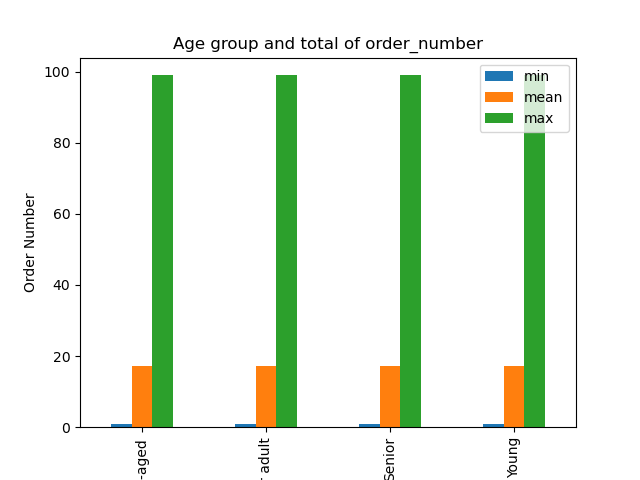 Age group and total of order_number
min
mean
max
100
80
60
40
20
0
Order Number
-aged
adult
Senior
Young